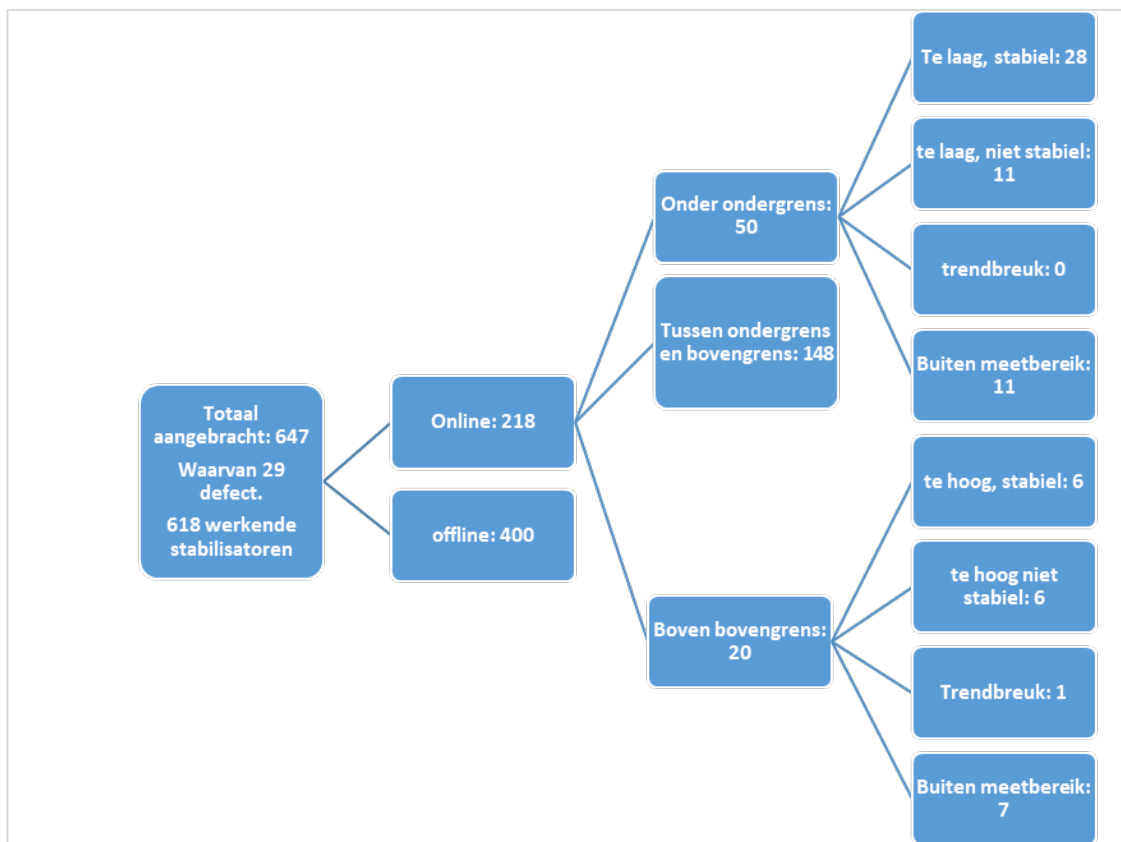 Totaal
aangebracht: 647
Waarvan 29
defect.
618 werkende
stabilisatoren
Online: 218
offline: 400
Onder ondergrens:
50
Tussen ondergrens
en bovengrens: 148
Boven bovengrens:
20
Te laag, stabiel: 28
te laag, niet stabiel:
11
trendbreuk: 0
Buiten meetbereik:
11
te hoog, stabiel: 6
te hoog niet
stabiel: 6
Trendbreuk: 1
Buiten meetbereik:
7